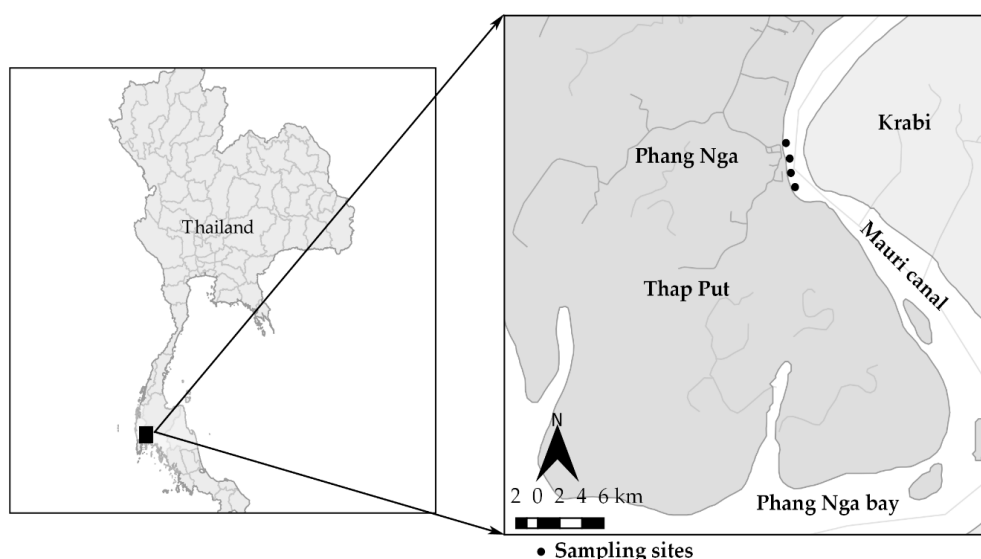 Thailand
Krabi
Phang Nga
Mauri canal
Thap Put
N
2 0 2 4 6 km
Phang Nga bay
• Sampling sites